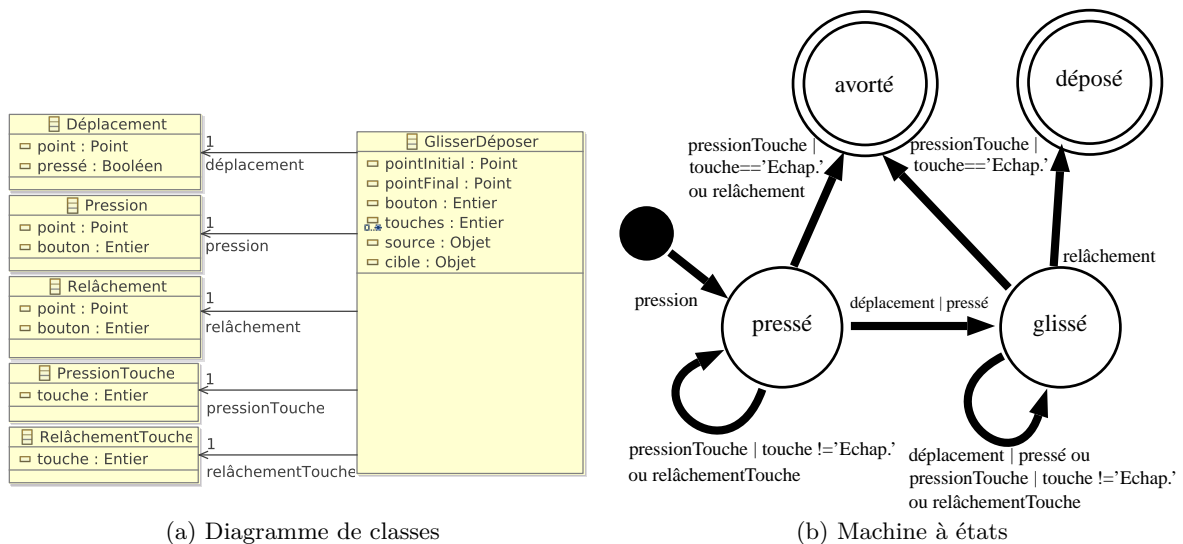 Déplacement
point : Point
pressé : Booléen
1
déplacement
Pression
point : Point
bouton : Entier
1
pression
Relâchement
point : Point
bouton : Entier
1
relâchement
PressionTouche
touche : Entier
1
pressionTouche
RelâchementTouche
touche : Entier
1
relâchementTouche
GlisserDéposer
pointInitial : Point
pointFinal : Point
bouton : Entier
0..*
touches : Entier
source : Objet
cible : Objet
(a) Diagramme de classes
avorté
déposé
pressionTouche |
touche=='Echap.'
ou relâchement
pressionTouche |
touche=='Echap.'
relâchement
pression
pressé
déplacement | pressé
glissé
pressionTouche | touche !='Echap.'
ou relâchementTouche
déplacement | pressé ou
pressionTouche | touche !='Echap.'
ou relâchementTouche
(b) Machine à états